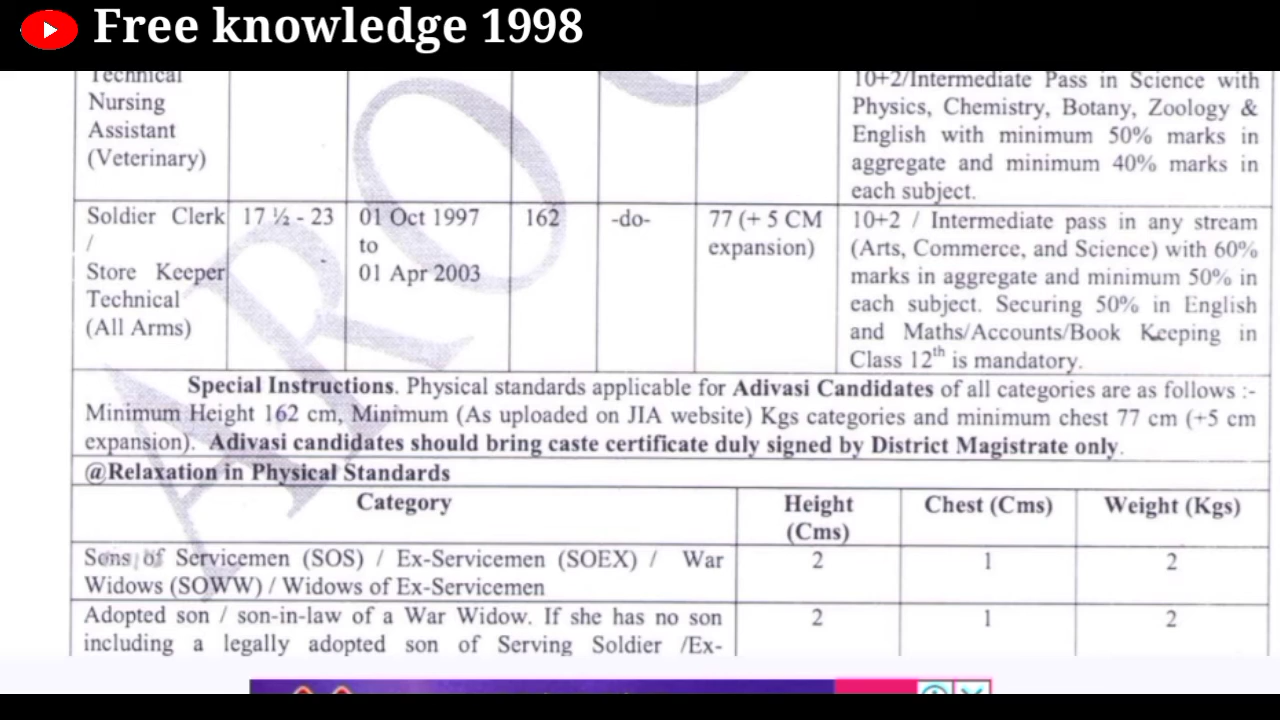 Free knowledge 1998
Technical
Nursing
Assistant
(Veterinary)
10+2/Intermediate Pass in Science with
Physics, Chemistry, Botany, Zoology &
English with minimum 50% marks in
aggregate and minimum 40% marks in
each subject.
Soldier Clerk
/
Store Keeper
Technical
(All Arms)
17 ½ - 23
01 Oct 1997
to
01 Apr 2003
162
-do-
77 (+ 5 CM
expansion)
10+2 / Intermediate pass in any stream
(Arts, Commerce, and Science) with 60%
marks in aggregate and minimum 50% in
each subject. Securing 50% in English
and Maths/Accounts/Book Keeping in
Class 12th is mandatory.
Special Instructions. Physical standards applicable for Adivasi Candidates of all categories are as follows :-
Minimum Height 162 cm, Minimum (As uploaded on JIA website) Kgs categories and minimum chest 77 cm (+5 cm
expansion). Adivasi candidates should bring caste certificate duly signed by District Magistrate only.
@Relaxation in Physical Standards
Category
Height
(Cms)
Chest (Cms)
Weight (Kgs)
Sons of Servicemen (SOS) / Ex-Servicemen (SOEX) / War
Widows (SOWW) / Widows of Ex-Servicemen
2
1
2
Adopted son / son-in-law of a War Widow. If she has no son
including a legally adopted son of Serving Soldier /Ex-
2
1
2
ARO